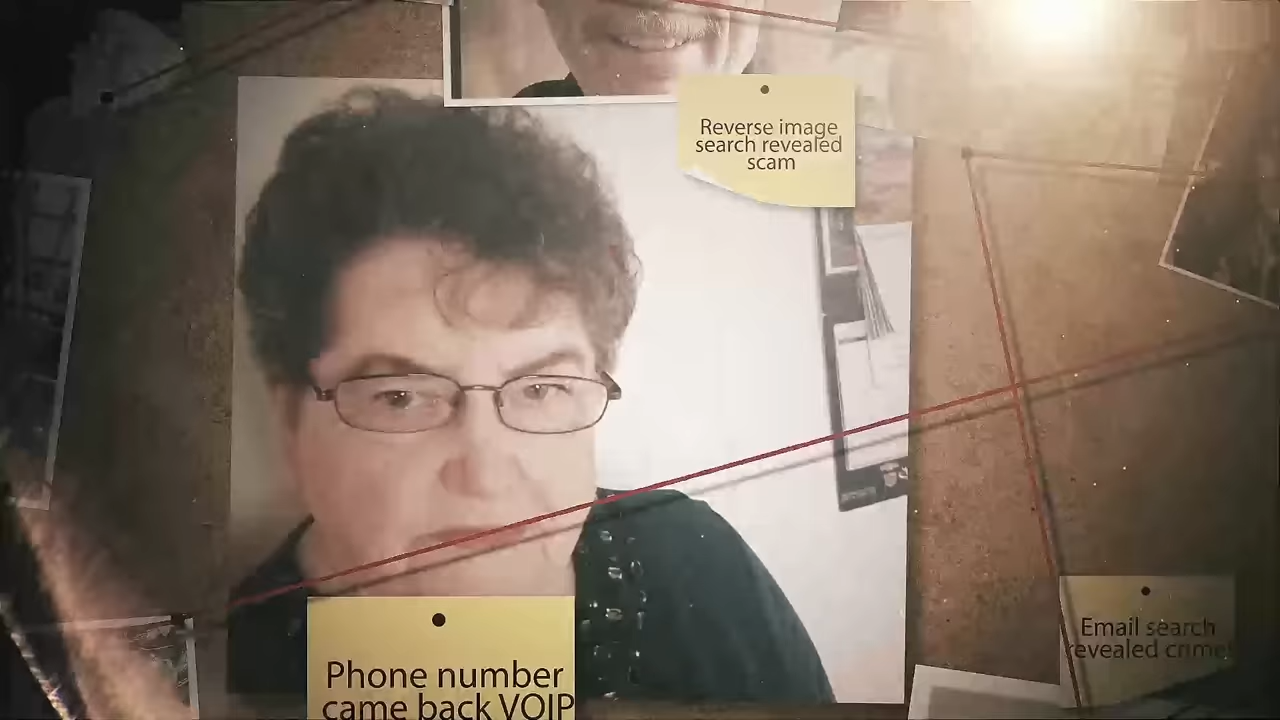 Reverse image
search revealed
scam
Email search
revealed crime
Phone number
came back VOIP